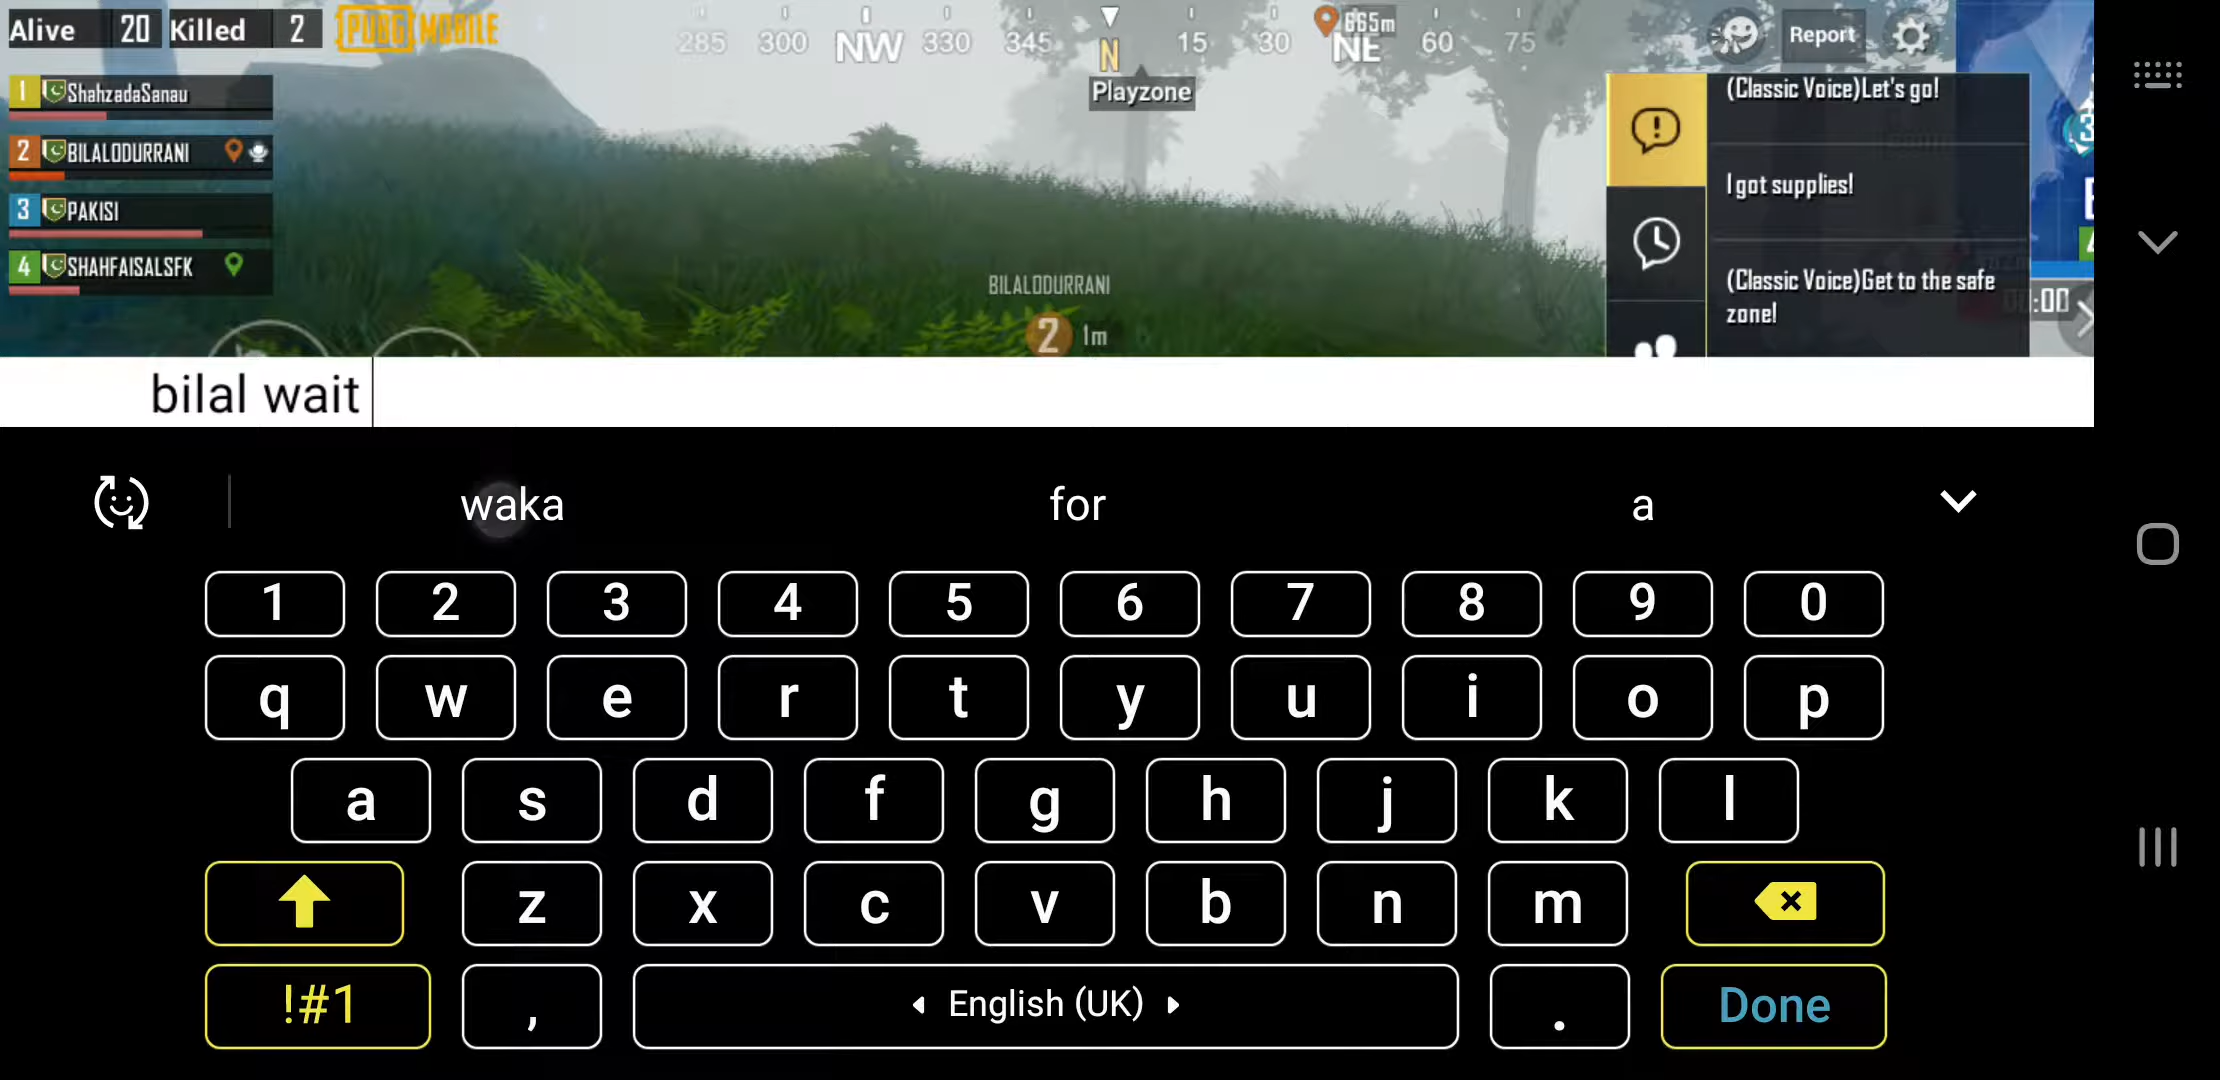 Alive 20 Killed 2 PUBG MOBILE
285 300 NW 330 345 N 15 30 NE 60 75
665m
Playzone
Report
1 ShahzadaSanau
2 BILALODURRANI
3 PAKISI
4 SHAHFAISALSFK
(Classic Voice)Let's go!
I got supplies!
(Classic Voice)Get to the safe
zone!
:00
3
BILALODURRANI
2 1m
bilal wait
waka for a
1 2 3 4 5 6 7 8 9 0
q w e r t y u i o p
a s d f g h j k l
z x c v b n m
!#1 , English (UK) . Done